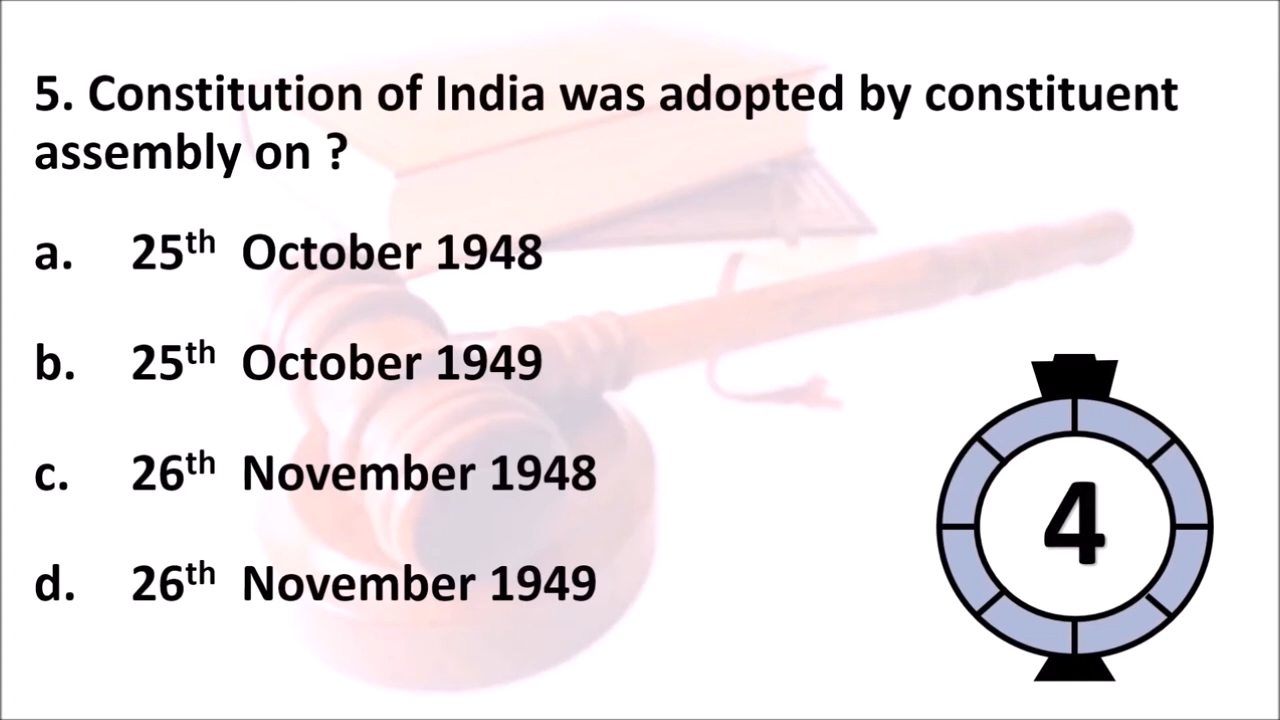 5. Constitution of India was adopted by constituent
assembly on ?
a. 25th October 1948
b. 25th October 1949
c. 26th November 1948
d. 26th November 1949
4